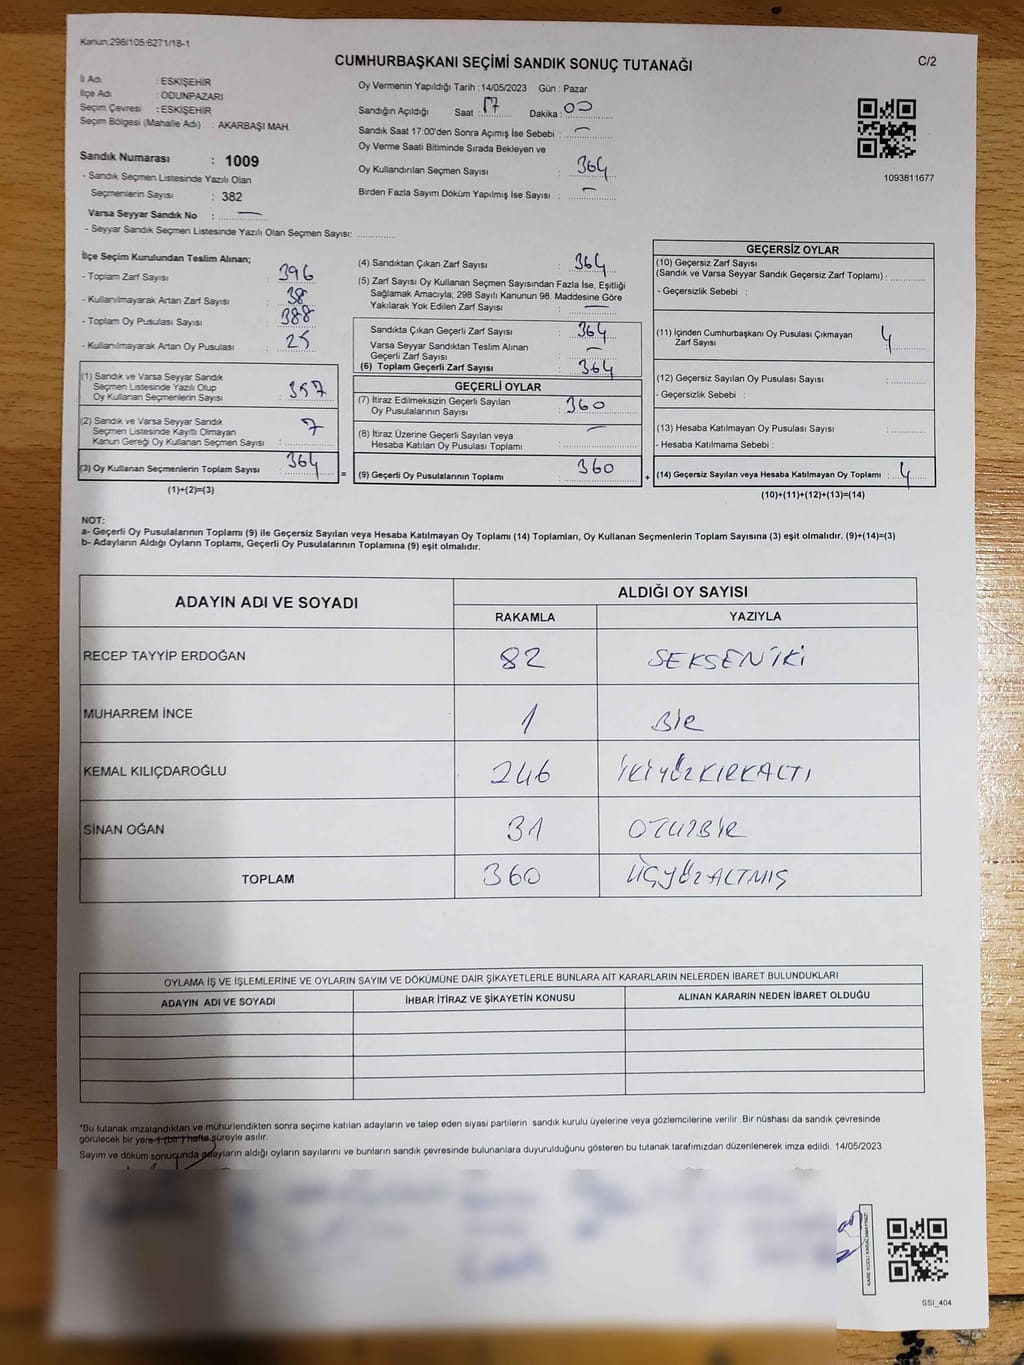 Kanun:298/105;6271/18-1
CUMHURBAŞKANI SEÇİMİ SANDIK SONUÇ TUTANAĞI
C/2
İl Adı : ESKİŞEHİR
İlçe Adı : ODUNPAZARI
Seçim Çevresi : ESKİŞEHİR
Seçim Bölgesi (Mahalle Adı) : AKARBAŞI MAH.
Sandık Numarası : 1009
- Sandık Seçmen Listesinde Yazılı Olan
Seçmenlerin Sayısı : 382
Varsa Seyyar Sandık No : —
- Seyyar Sandık Seçmen Listesinde Yazılı Olan Seçmen Sayısı:
Oy Vermenin Yapıldığı Tarih : 14/05/2023 Gün : Pazar
Sandığın Açıldığı Saat : 17 Dakika : 00
Sandık Saat 17:00'den Sonra Açımış İse Sebebi : —
Oy Verme Saati Bitiminde Sırada Bekleyen ve
Oy Kullandırılan Seçmen Sayısı : 364
Birden Fazla Sayım Döküm Yapılmış İse Sayısı : —
1093811677
İlçe Seçim Kurulundan Teslim Alınan;
- Toplam Zarf Sayısı : 396
- Kullanılmayarak Artan Zarf Sayısı : 38
- Toplam Oy Pusulası Sayısı : 388
- Kullanılmayarak Artan Oy Pusulası : 25
(1) Sandık ve Varsa Seyyar Sandık
Seçmen Listesinde Yazılı Olup
Oy Kullanan Seçmenlerin Sayısı : 357
(2) Sandık ve Varsa Seyyar Sandık
Seçmen Listesinde Kayıtlı Olmayan
Kanun Gereği Oy Kullanan Seçmen Sayısı : 7
(3) Oy Kullanan Seçmenlerin Toplam Sayısı : 364
(1)+(2)=(3)
=
(4) Sandıktan Çıkan Zarf Sayısı : 364
(5) Zarf Sayısı Oy Kullanan Seçmen Sayısından Fazla İse, Eşitliği
Sağlamak Amacıyla; 298 Sayılı Kanunun 98. Maddesine Göre
Yakılarak Yok Edilen Zarf Sayısı : —
Sandıkta Çıkan Geçerli Zarf Sayısı : 364
Varsa Seyyar Sandıktan Teslim Alınan
Geçerli Zarf Sayısı : —
(6) Toplam Geçerli Zarf Sayısı : 364
GEÇERLİ OYLAR
(7) İtiraz Edilmeksizin Geçerli Sayılan
Oy Pusulalarının Sayısı : 360
(8) İtiraz Üzerine Geçerli Sayılan veya
Hesaba Katılan Oy Pusulası Toplamı : —
(9) Geçerli Oy Pusulalarının Toplamı : 360
+
GEÇERSİZ OYLAR
(10) Geçersiz Zarf Sayısı
(Sandık ve Varsa Seyyar Sandık Geçersiz Zarf Toplamı) :
- Geçersizlik Sebebi :
(11) İçinden Cumhurbaşkanı Oy Pusulası Çıkmayan
Zarf Sayısı : 4
(12) Geçersiz Sayılan Oy Pusulası Sayısı :
- Geçersizlik Sebebi :
(13) Hesaba Katılmayan Oy Pusulası Sayısı :
- Hesaba Katılmama Sebebi :
(14) Geçersiz Sayılan veya Hesaba Katılmayan Oy Toplamı : 4
(10)+(11)+(12)+(13)=(14)
NOT:
a- Geçerli Oy Pusulalarının Toplamı (9) ile Geçersiz Sayılan veya Hesaba Katılmayan Oy Toplamı (14) Toplamları, Oy Kullanan Seçmenlerin Toplam Sayısına (3) eşit olmalıdır. (9)+(14)=(3)
b- Adayların Aldığı Oyların Toplamı, Geçerli Oy Pusulalarının Toplamına (9) eşit olmalıdır.
ADAYIN ADI VE SOYADI
ALDIĞI OY SAYISI
RAKAMLA YAZIYLA
RECEP TAYYİP ERDOĞAN 82 SEKSENİKİ
MUHARREM İNCE 1 BİR
KEMAL KILIÇDAROĞLU 246 İKİYÜZKIRKALTI
SİNAN OĞAN 31 OTUZBİR
TOPLAM 360 ÜÇYÜZALTMIŞ
OYLAMA İŞ VE İŞLEMLERİNE VE OYLARIN SAYIM VE DÖKÜMÜNE DAİR ŞİKAYETLERLE BUNLARA AİT KARARLARIN NELERDEN İBARET BULUNDUKLARI
ADAYIN ADI VE SOYADI İHBAR İTİRAZ VE ŞİKAYETİN KONUSU ALINAN KARARIN NEDEN İBARET OLDUĞU
*Bu tutanak imzalandıktan ve mühürlendikten sonra seçime katılan adayların ve talep eden siyasi partilerin sandık kurulu üyelerine veya gözlemcilerine verilir .Bir nüshası da sandık çevresinde
görülecek bir yere 1 (bir) hafta süreyle asılır.
Sayım ve döküm sonucunda adayların aldığı oyların sayılarını ve bunların sandık çevresinde bulunanlara duyurulduğunu gösteren bu tutanak tarafımızdan düzenlenerek imza edildi. 14/05/2023
SSI_404